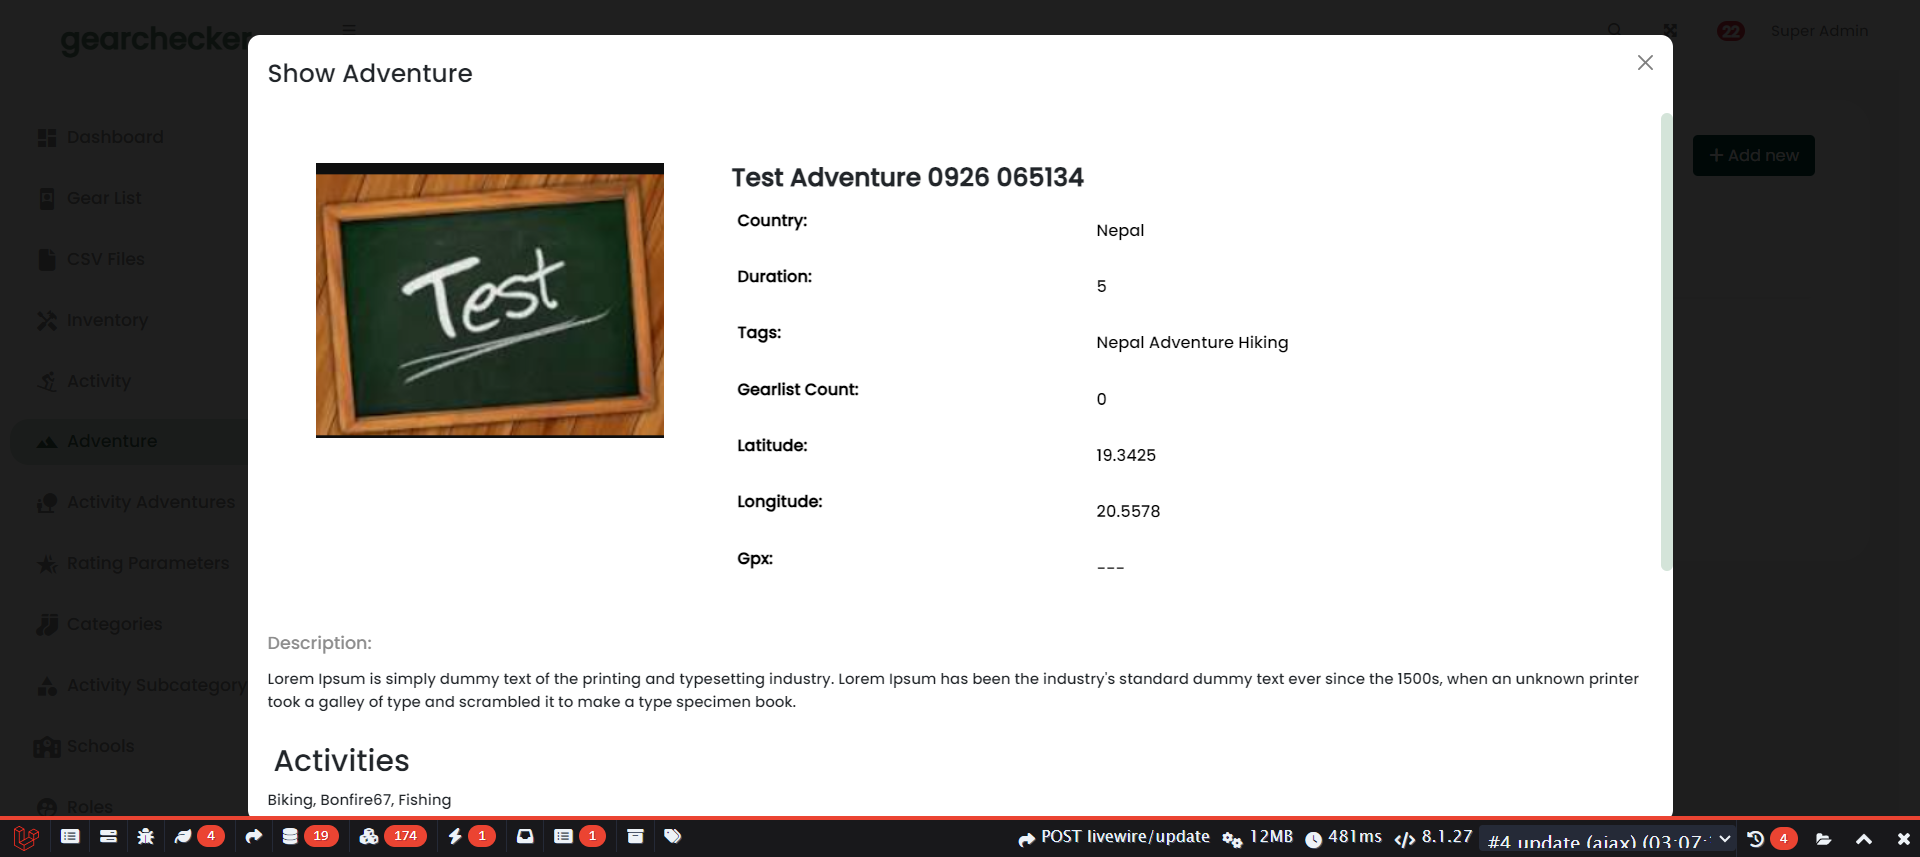 gearchecker
22
Super Admin
Show Adventure
Dashboard
Gear List
CSV Files
Inventory
Activity
Adventure
Activity Adventures
Rating Parameters
Categories
Activity Subcategory
Schools
Roles
+ Add new
Test
Test Adventure 0926 065134
Country:
Nepal
Duration:
5
Tags:
Nepal Adventure Hiking
Gearlist Count:
0
Latitude:
19.3425
Longitude:
20.5578
Gpx:
---
Description:
Lorem Ipsum is simply dummy text of the printing and typesetting industry. Lorem Ipsum has been the industry's standard dummy text ever since the 1500s, when an unknown printer
took a galley of type and scrambled it to make a type specimen book.
Activities
Biking, Bonfire67, Fishing
4 19 174 1 1 POST livewire/update 12MB 481ms 8.1.27 #4 update (ajax) (03:07: 4